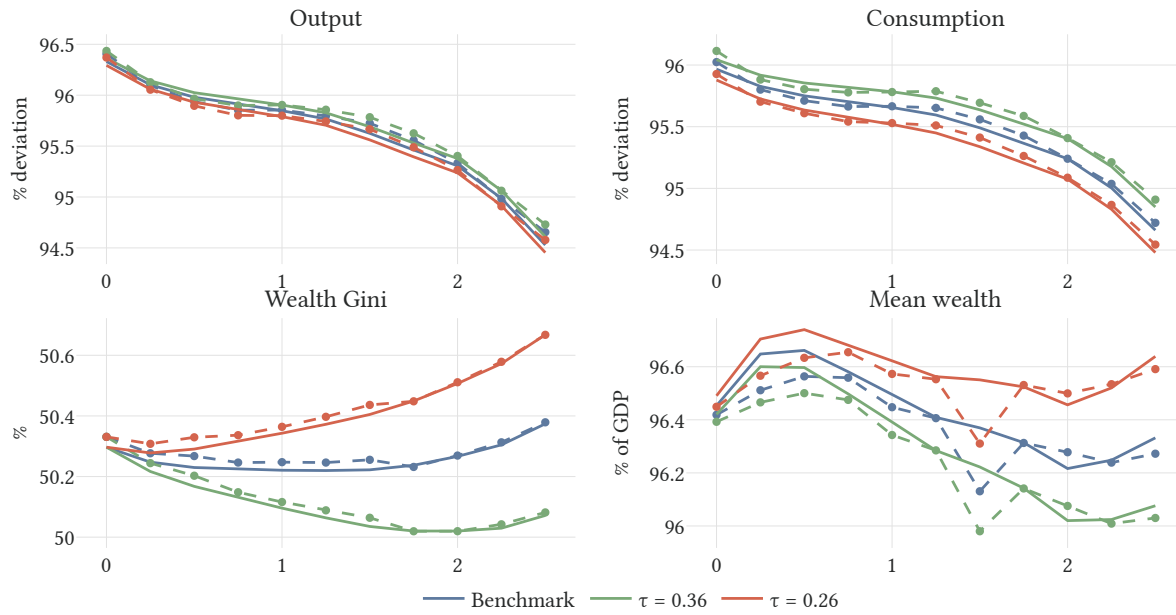 Output
96.5
96
95.5
95
94.5
% deviation
0 1 2
Consumption
96
95.5
95
94.5
% deviation
0 1 2
Wealth Gini
50.6
50.4
50.2
50
%
0 1 2
Mean wealth
96.6
96.4
96.2
96
% of GDP
0 1 2
Benchmark τ = 0.36 τ = 0.26